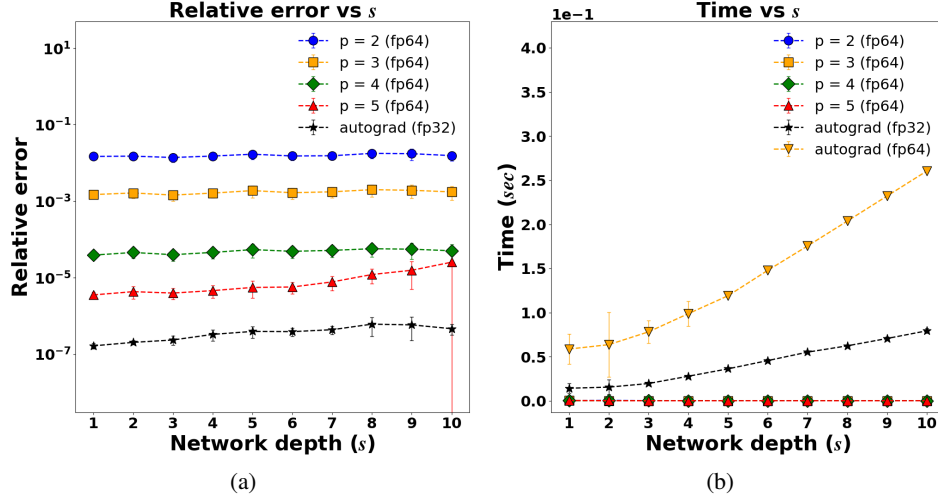 Relative error vs s
Relative error
10^1
10^-1
10^-3
10^-5
10^-7
p = 2 (fp64)
p = 3 (fp64)
p = 4 (fp64)
p = 5 (fp64)
autograd (fp32)
1 2 3 4 5 6 7 8 9 10
Network depth (s)
(a)
Time vs s
1e−1
Time (sec)
4.0
3.5
3.0
2.5
2.0
1.5
1.0
0.5
0.0
p = 2 (fp64)
p = 3 (fp64)
p = 4 (fp64)
p = 5 (fp64)
autograd (fp32)
autograd (fp64)
1 2 3 4 5 6 7 8 9 10
Network depth (s)
(b)